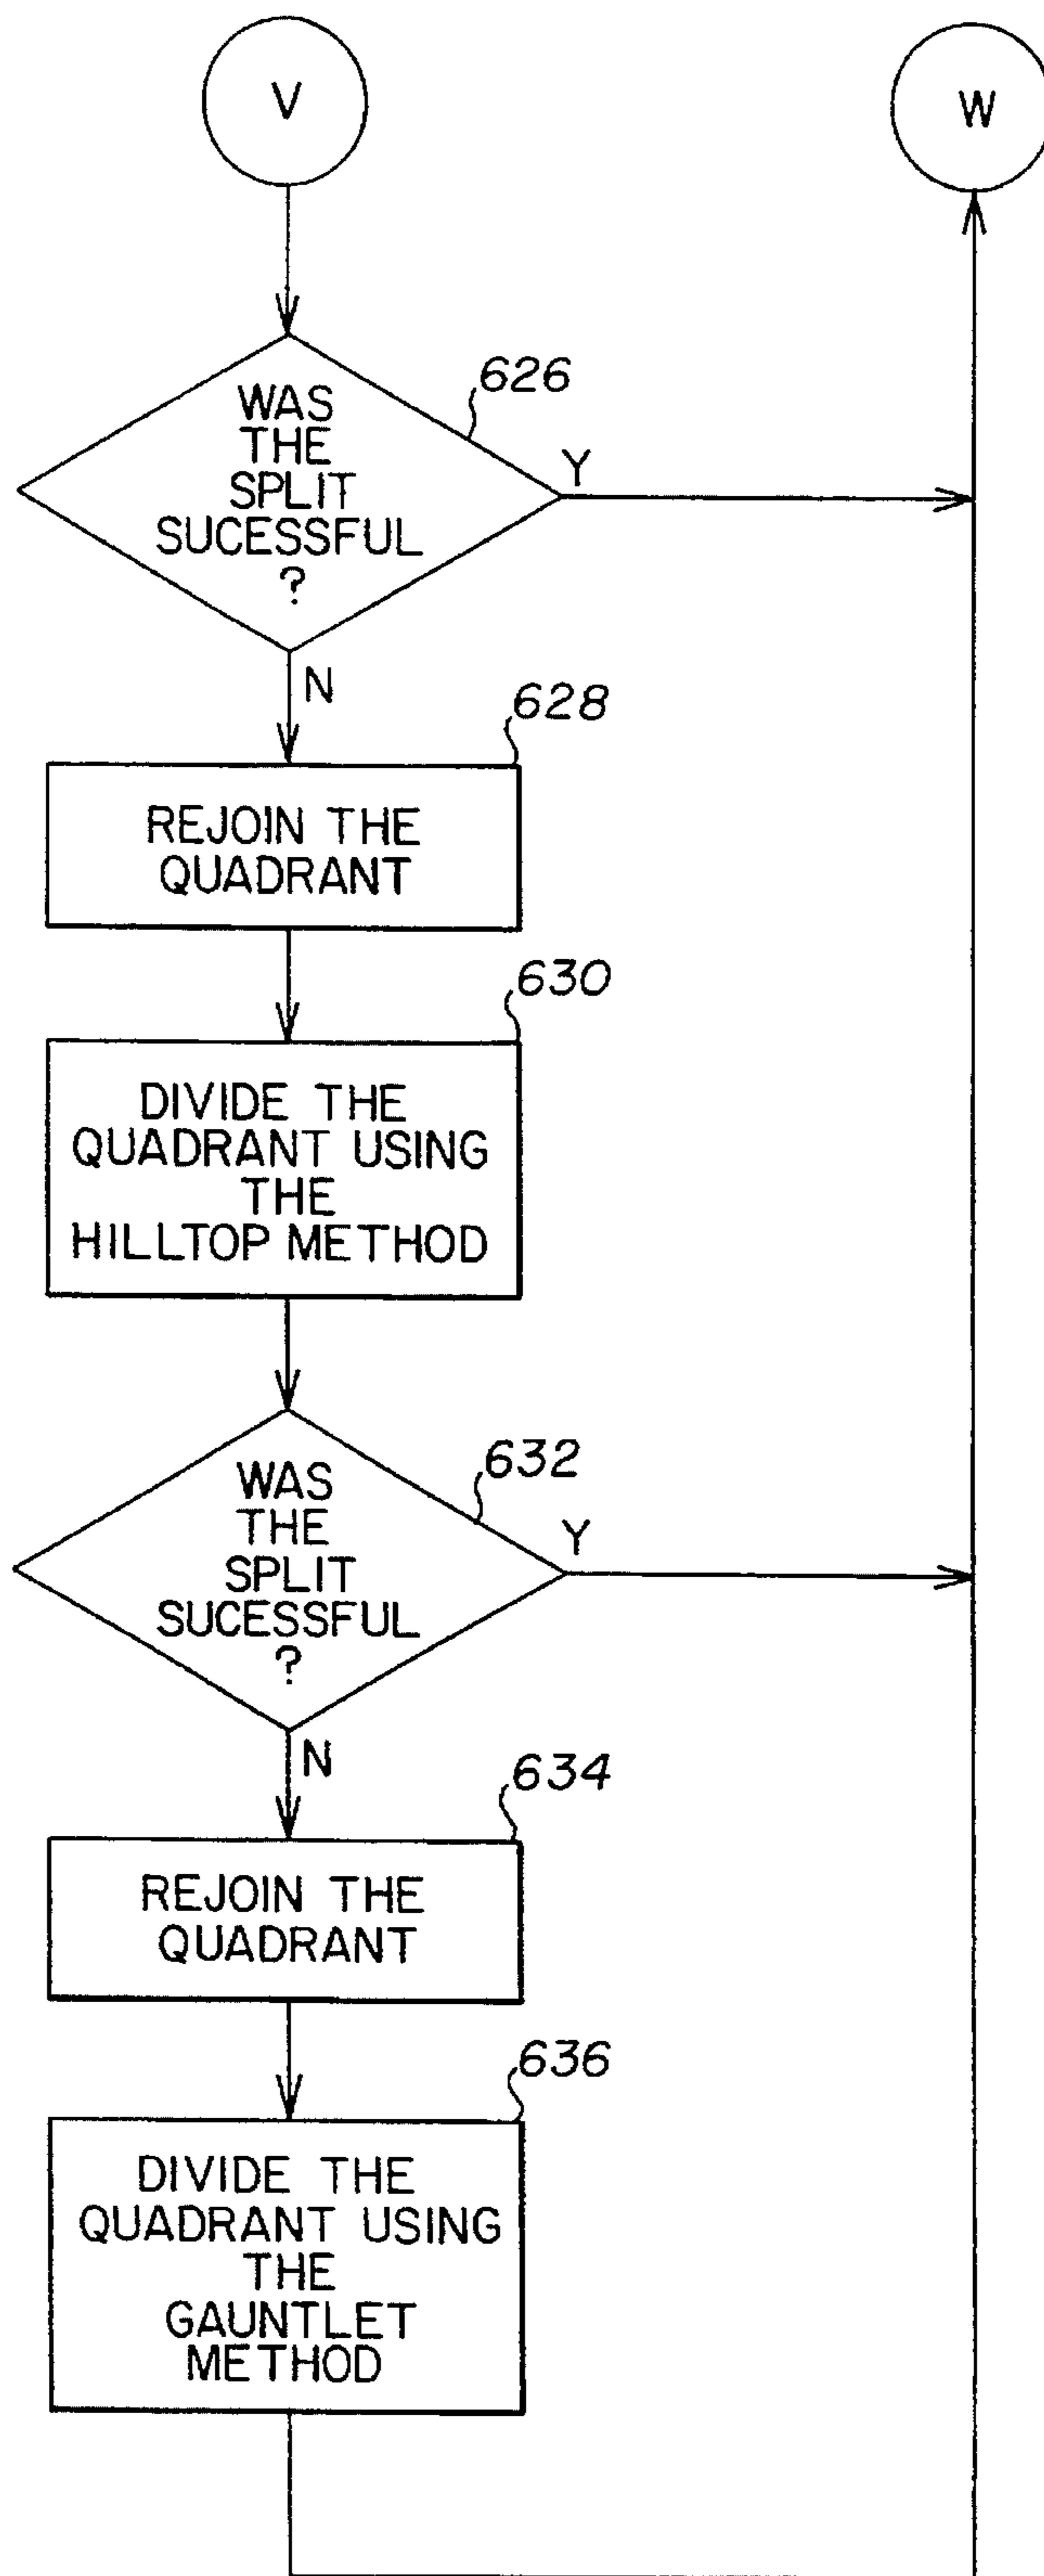 V
W
626
WAS
THE
SPLIT
SUCESSFUL
?
Y
N
628
REJOIN THE
QUADRANT
630
DIVIDE THE
QUADRANT USING
THE
HILLTOP METHOD
632
WAS
THE
SPLIT
SUCESSFUL
?
Y
N
634
REJOIN THE
QUADRANT
636
DIVIDE THE
QUADRANT USING
THE
GAUNTLET
METHOD